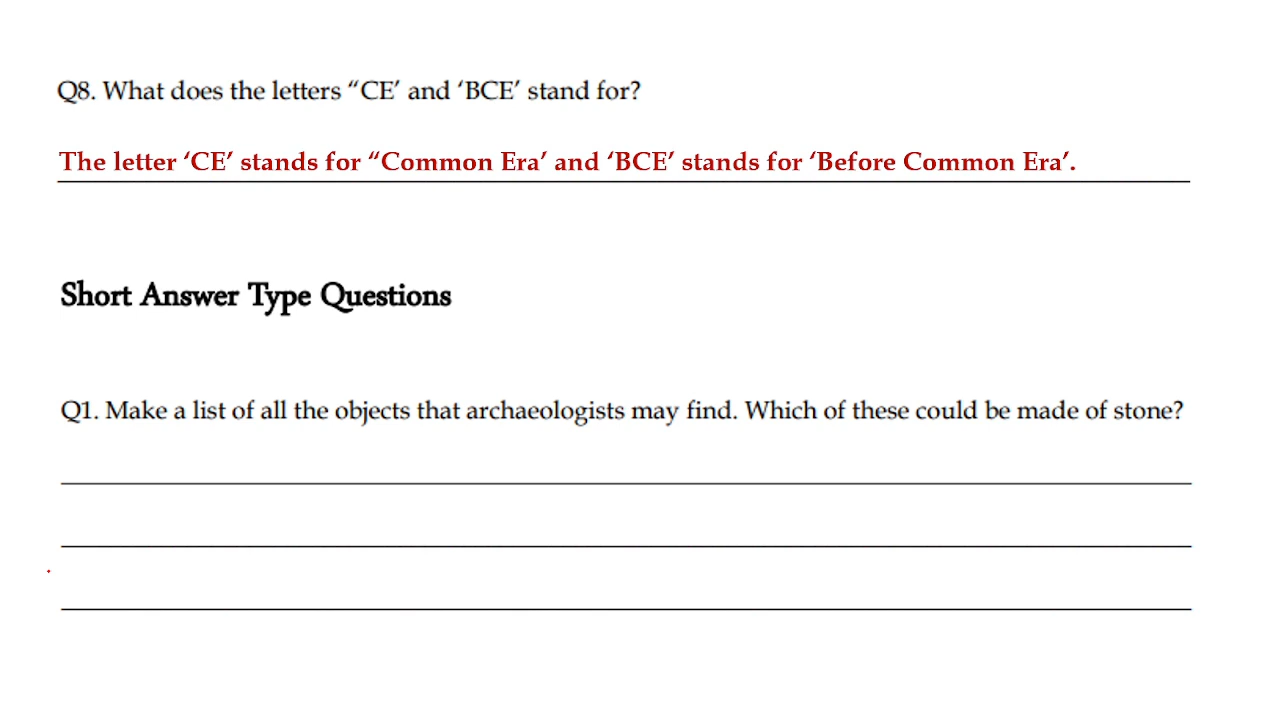 Q8. What does the letters “CE’ and ‘BCE’ stand for?
The letter ‘CE’ stands for “Common Era’ and ‘BCE’ stands for ‘Before Common Era’.
Short Answer Type Questions
Q1. Make a list of all the objects that archaeologists may find. Which of these could be made of stone?